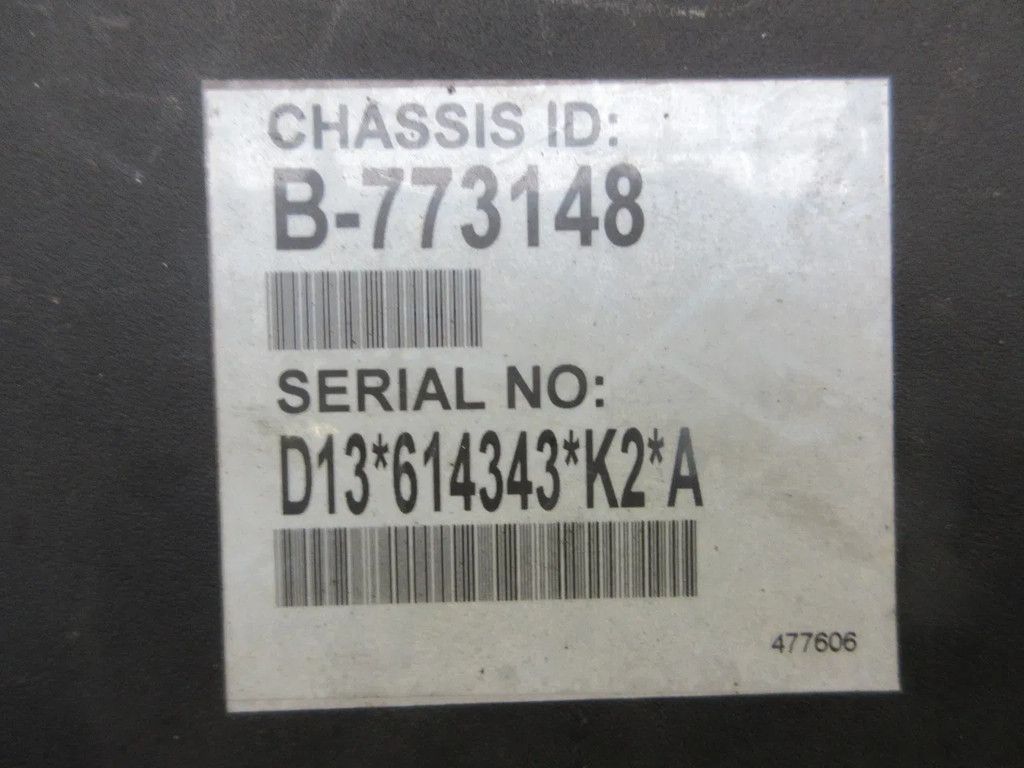 CHASSIS ID:
B-773148
SERIAL NO:
D13*614343*K2*A
477606